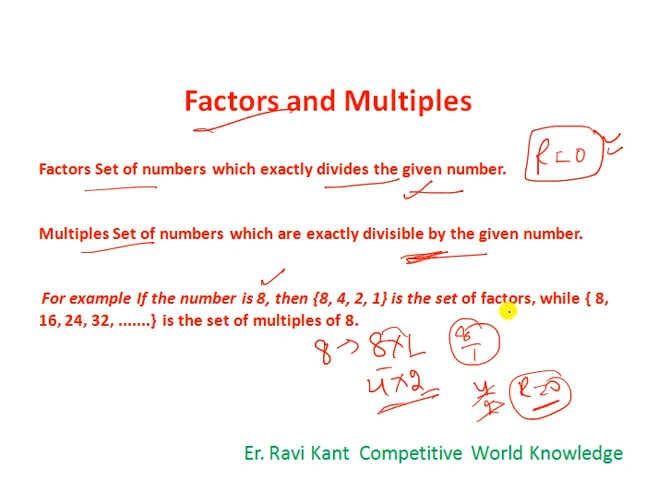 Factors and Multiples
R=0
Factors Set of numbers which exactly divides the given number.
Multiples Set of numbers which are exactly divisible by the given number.
For example If the number is 8, then {8, 4, 2, 1} is the set of factors, while { 8,
16, 24, 32, .......} is the set of multiples of 8.
8 → 8×1
4×2
R=0
Er. Ravi Kant Competitive World Knowledge